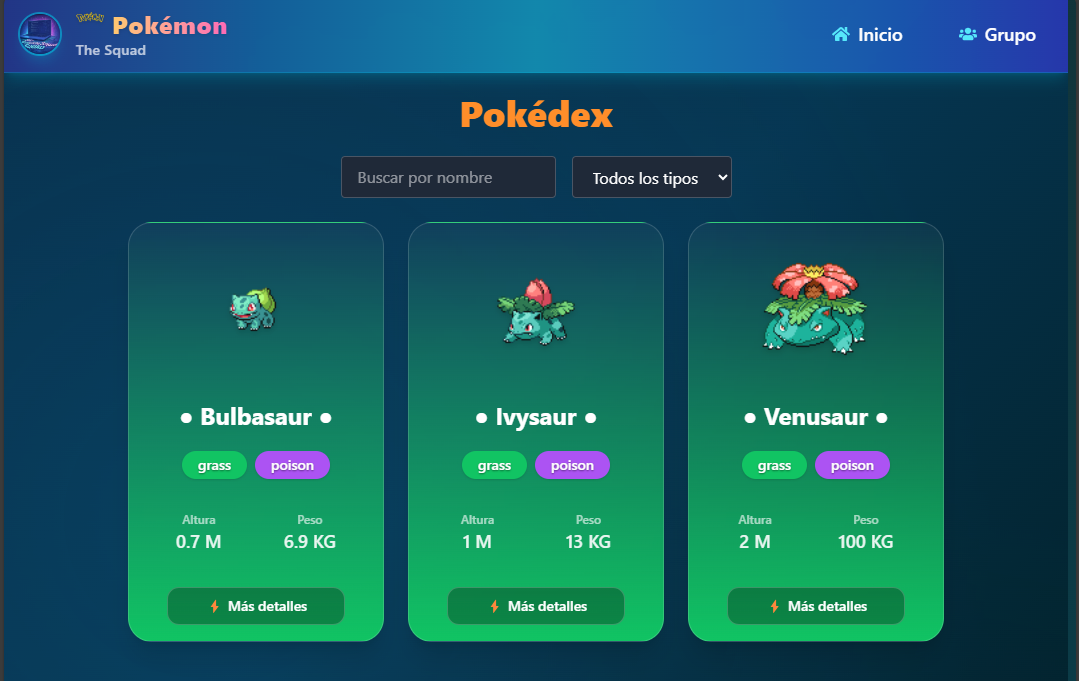 Pokémon
The Squad
Inicio
Grupo
Pokédex
Buscar por nombre
Todos los tipos
• Bulbasaur •
grass poison
Altura Peso
0.7 M 6.9 KG
Más detalles
• Ivysaur •
grass poison
Altura Peso
1 M 13 KG
Más detalles
• Venusaur •
grass poison
Altura Peso
2 M 100 KG
Más detalles